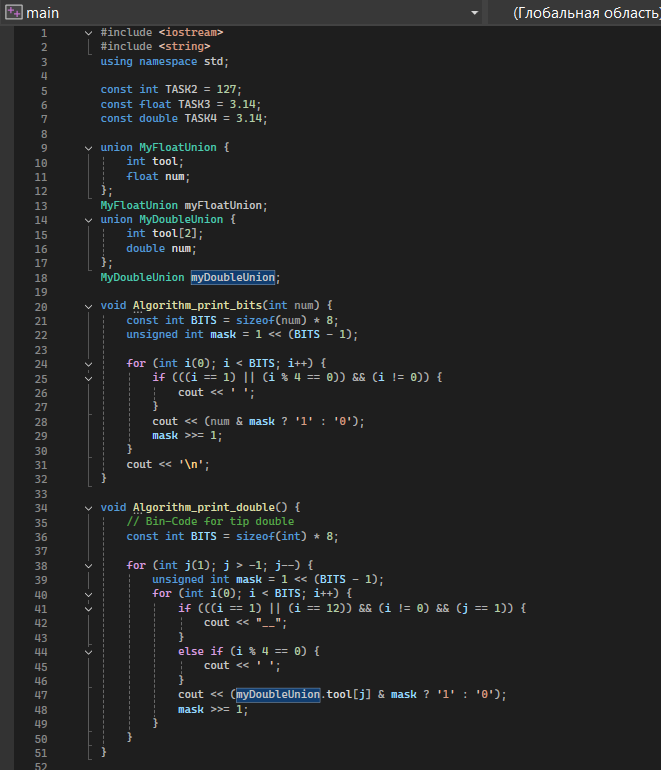 main (Глобальная область)
1 #include <iostream>
2 #include <string>
3 using namespace std;
4
5 const int TASK2 = 127;
6 const float TASK3 = 3.14;
7 const double TASK4 = 3.14;
8
9 union MyFloatUnion {
10 int tool;
11 float num;
12 };
13 MyFloatUnion myFloatUnion;
14 union MyDoubleUnion {
15 int tool[2];
16 double num;
17 };
18 MyDoubleUnion myDoubleUnion;
19
20 void Algorithm_print_bits(int num) {
21 const int BITS = sizeof(num) * 8;
22 unsigned int mask = 1 << (BITS - 1);
23
24 for (int i(0); i < BITS; i++) {
25 if (((i == 1) || (i % 4 == 0)) && (i != 0)) {
26 cout << ' ';
27 }
28 cout << (num & mask ? '1' : '0');
29 mask >>= 1;
30 }
31 cout << '\n';
32 }
33
34 void Algorithm_print_double() {
35 // Bin-Code for tip double
36 const int BITS = sizeof(int) * 8;
37
38 for (int j(1); j > -1; j--) {
39 unsigned int mask = 1 << (BITS - 1);
40 for (int i(0); i < BITS; i++) {
41 if (((i == 1) || (i == 12)) && (i != 0) && (j == 1)) {
42 cout << "__";
43 }
44 else if (i % 4 == 0) {
45 cout << ' ';
46 }
47 cout << (myDoubleUnion.tool[j] & mask ? '1' : '0');
48 mask >>= 1;
49 }
50 }
51 }
52